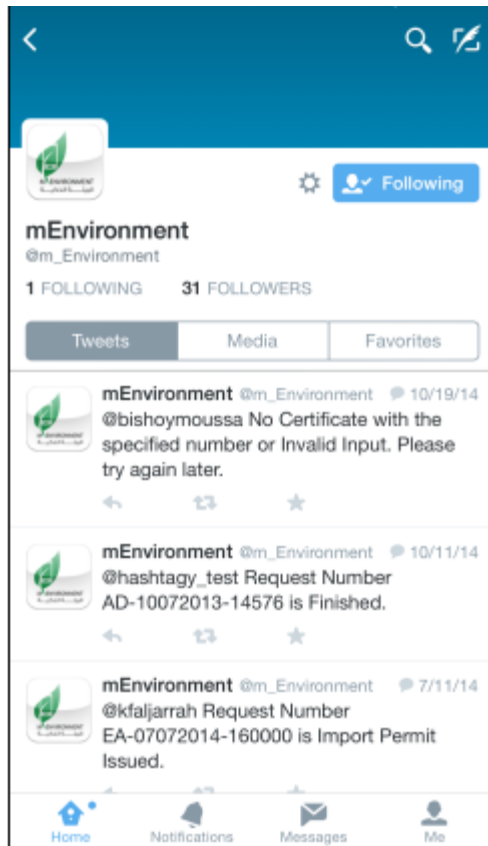 Following
mEnvironment
@m_Environment
1 FOLLOWING 31 FOLLOWERS
Tweets Media Favorites
mEnvironment @m_Environment 10/19/14
@bishoymoussa No Certificate with the
specified number or Invalid Input. Please
try again later.
mEnvironment @m_Environment 10/11/14
@hashtagy_test Request Number
AD-10072013-14576 is Finished.
mEnvironment @m_Environment 7/11/14
@kfaljarrah Request Number
EA-07072014-160000 is Import Permit
Issued.
Home Notifications Messages Me